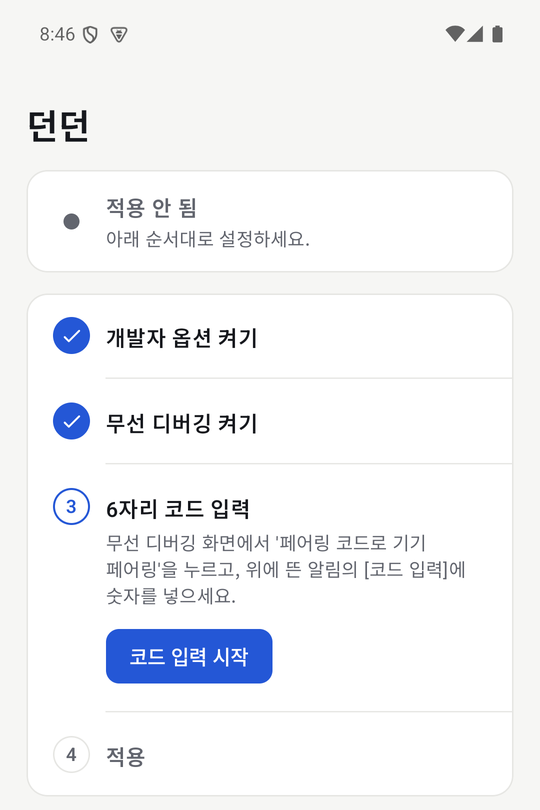 8:46
던던
적용 안 됨
아래 순서대로 설정하세요.
개발자 옵션 켜기
무선 디버깅 켜기
3
6자리 코드 입력
무선 디버깅 화면에서 '페어링 코드로 기기
페어링'을 누르고, 위에 뜬 알림의 [코드 입력]에
숫자를 넣으세요.
코드 입력 시작
4
적용